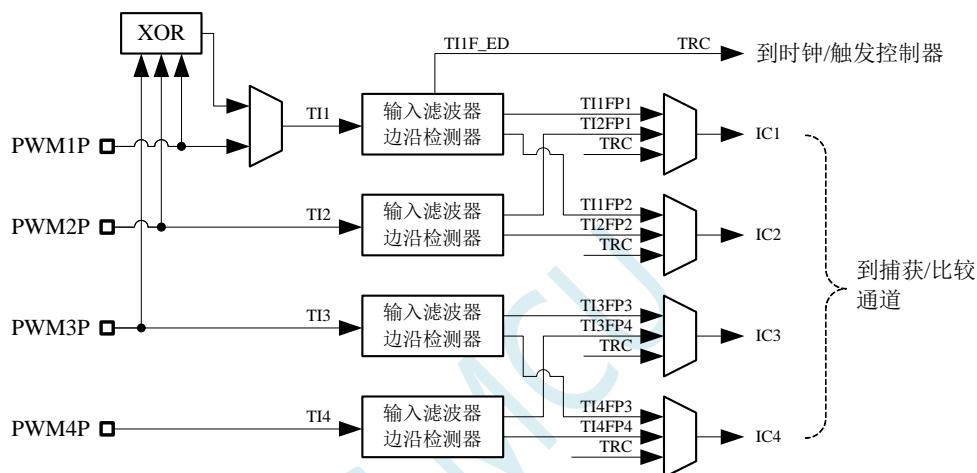 XOR
TI1F_ED
TRC
到时钟/触发控制器
PWM1P
TI1
输入滤波器
边沿检测器
TI1FP1
TI2FP1
TRC
IC1
PWM2P
TI2
输入滤波器
边沿检测器
TI1FP2
TI2FP2
TRC
IC2
到捕获/比较
通道
PWM3P
TI3
输入滤波器
边沿检测器
TI3FP3
TI3FP4
TRC
IC3
PWM4P
TI4
输入滤波器
边沿检测器
TI4FP3
TI4FP4
TRC
IC4
MCU